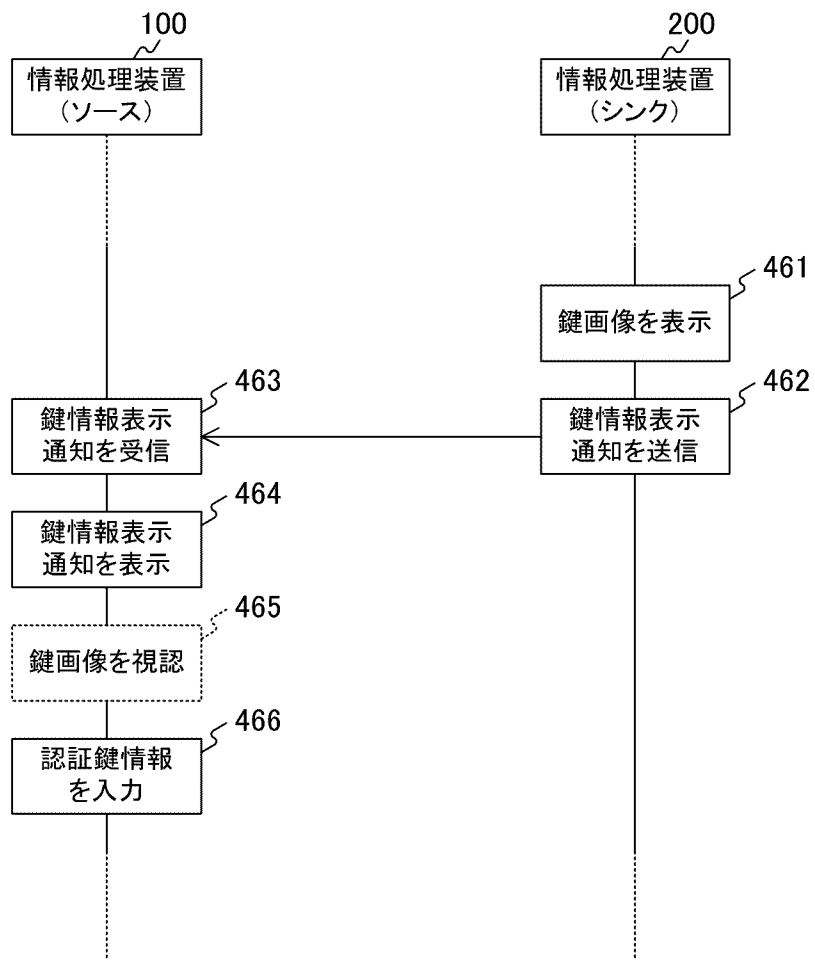 100
情報処理装置
(ソース)
200
情報処理装置
(シンク)
461
鍵画像を表示
462
鍵情報表示
通知を送信
463
鍵情報表示
通知を受信
464
鍵情報表示
通知を表示
465
鍵画像を視認
466
認証鍵情報
を入力